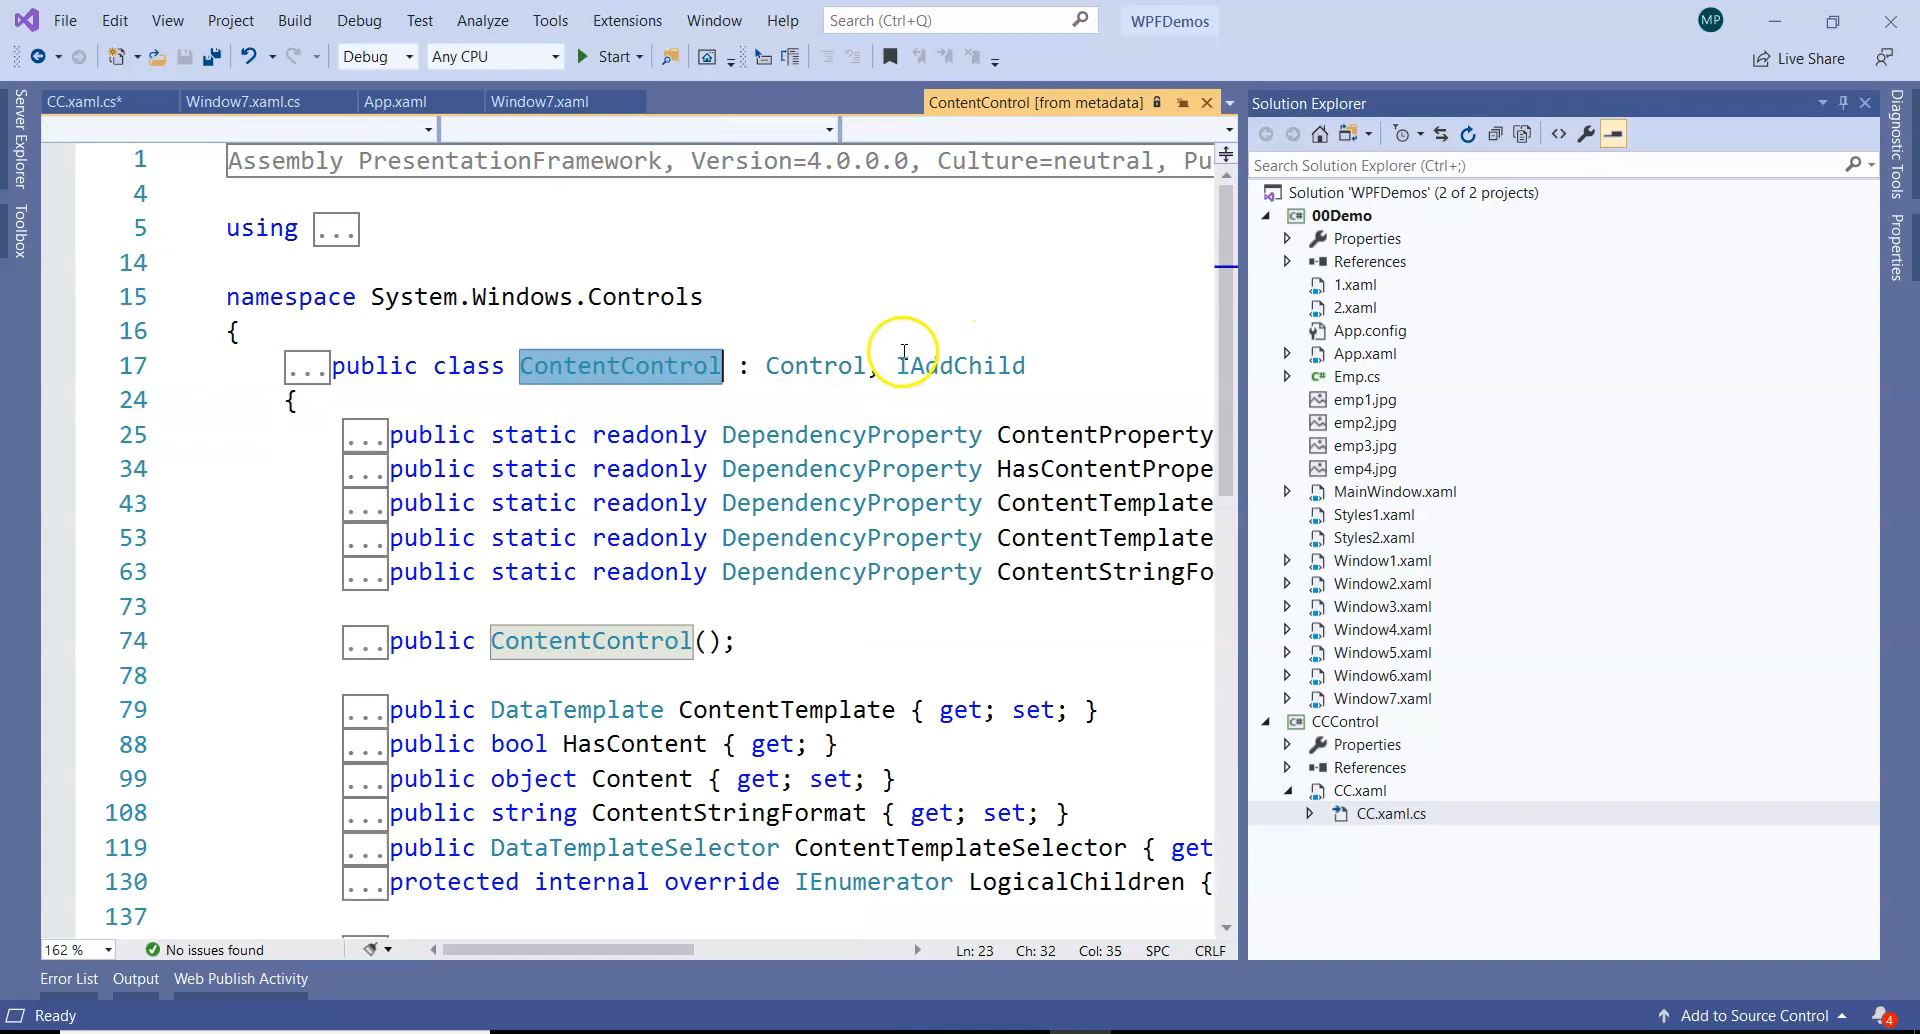 File Edit View Project Build Debug Test Analyze Tools Extensions Window Help Search (Ctrl+Q) WPFDemos MP
Debug Any CPU Start Live Share
CC.xaml.cs* Window7.xaml.cs App.xaml Window7.xaml ContentControl [from metadata] Solution Explorer
Server Explorer
Toolbox
Diagnostic Tools
Properties
1 Assembly PresentationFramework, Version=4.0.0.0, Culture=neutral, Pu
4
5 using ...
14
15 namespace System.Windows.Controls
16 {
17 ...public class ContentControl : Control, IAddChild
24 {
25 ...public static readonly DependencyProperty ContentProperty
34 ...public static readonly DependencyProperty HasContentPrope
43 ...public static readonly DependencyProperty ContentTemplate
53 ...public static readonly DependencyProperty ContentTemplate
63 ...public static readonly DependencyProperty ContentStringFo
73
74 ...public ContentControl();
78
79 ...public DataTemplate ContentTemplate { get; set; }
88 ...public bool HasContent { get; }
99 ...public object Content { get; set; }
108 ...public string ContentStringFormat { get; set; }
119 ...public DataTemplateSelector ContentTemplateSelector { get
130 ...protected internal override IEnumerator LogicalChildren {
137
162 % No issues found Ln: 23 Ch: 32 Col: 35 SPC CRLF
Search Solution Explorer (Ctrl+;)
Solution 'WPFDemos' (2 of 2 projects)
00Demo
Properties
References
1.xaml
2.xaml
App.config
App.xaml
Emp.cs
emp1.jpg
emp2.jpg
emp3.jpg
emp4.jpg
MainWindow.xaml
Styles1.xaml
Styles2.xaml
Window1.xaml
Window2.xaml
Window3.xaml
Window4.xaml
Window5.xaml
Window6.xaml
Window7.xaml
CCControl
Properties
References
CC.xaml
CC.xaml.cs
Error List Output Web Publish Activity
Ready Add to Source Control 4